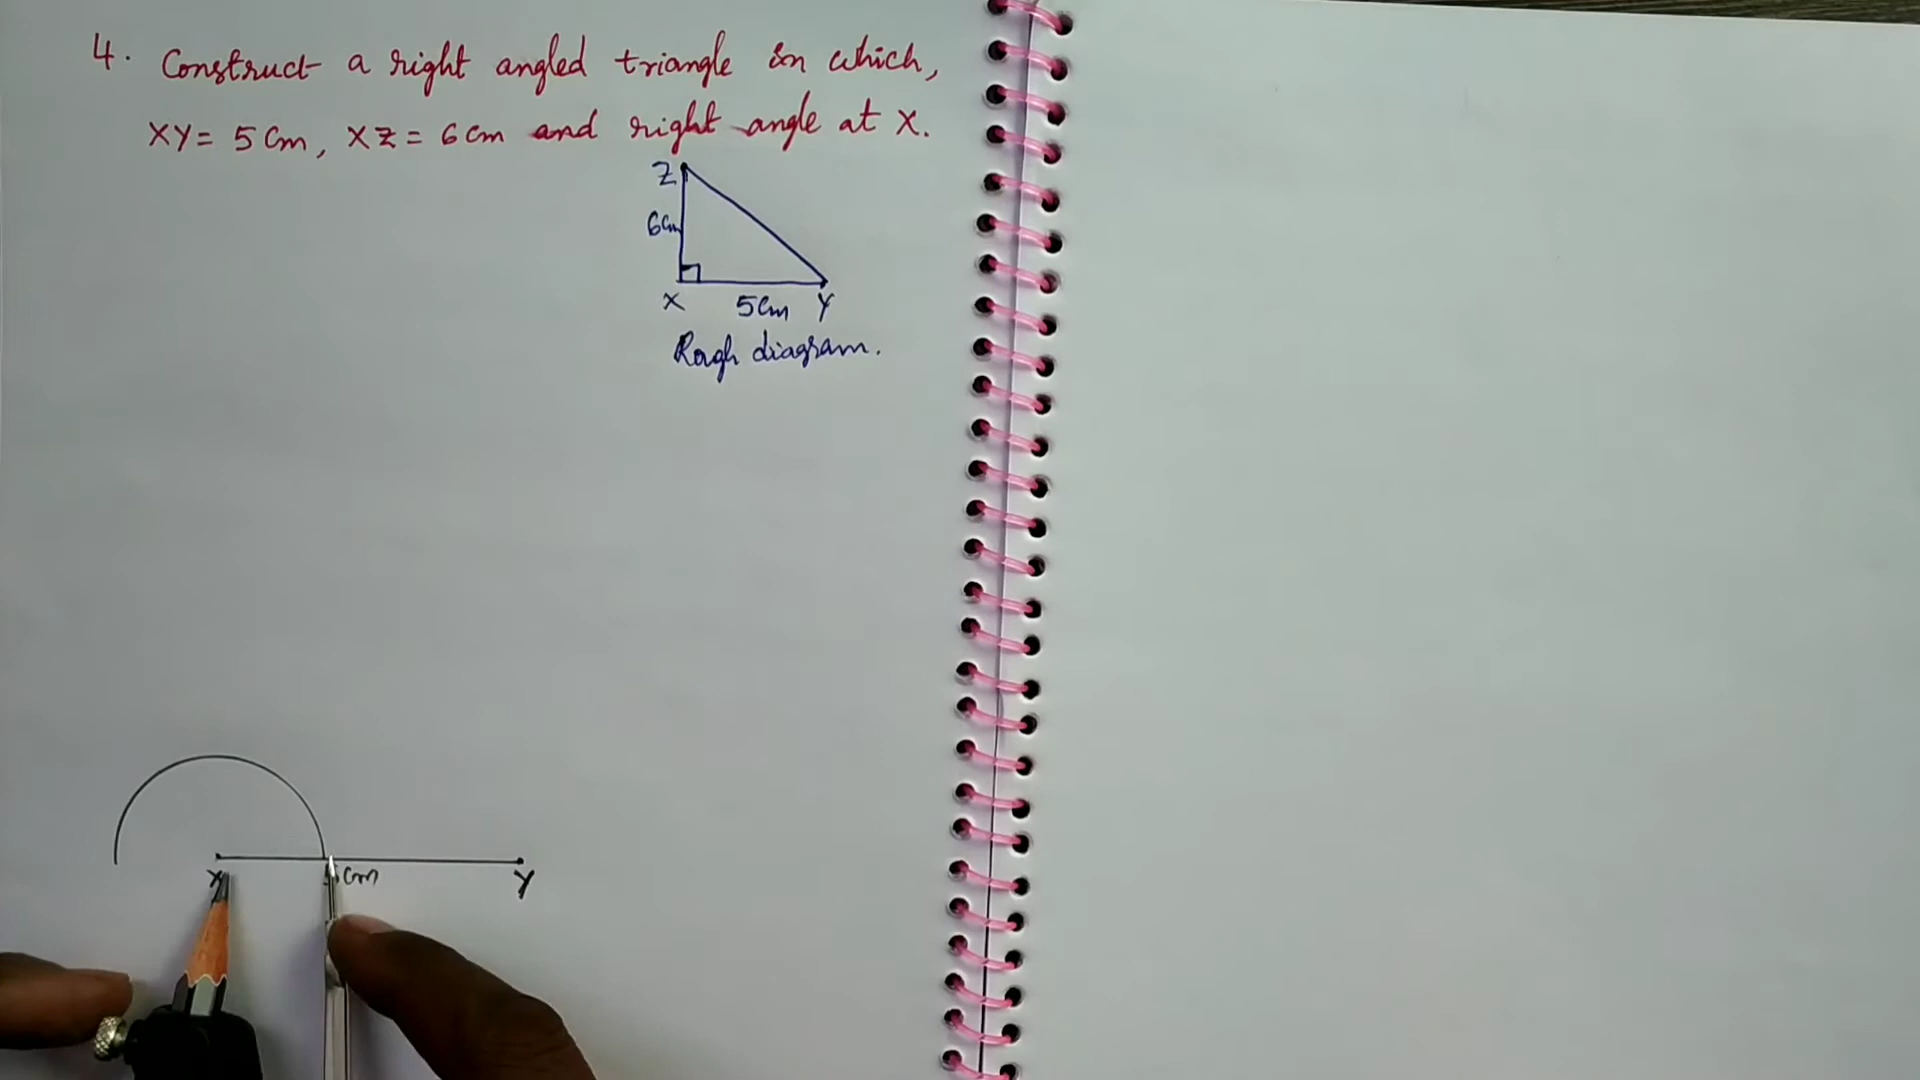 4. Construct a right angled triangle in which,
XY = 5 cm, XZ = 6 cm and right angle at X.
Z
6cm
X 5cm Y
Rough diagram.
X 5cm Y